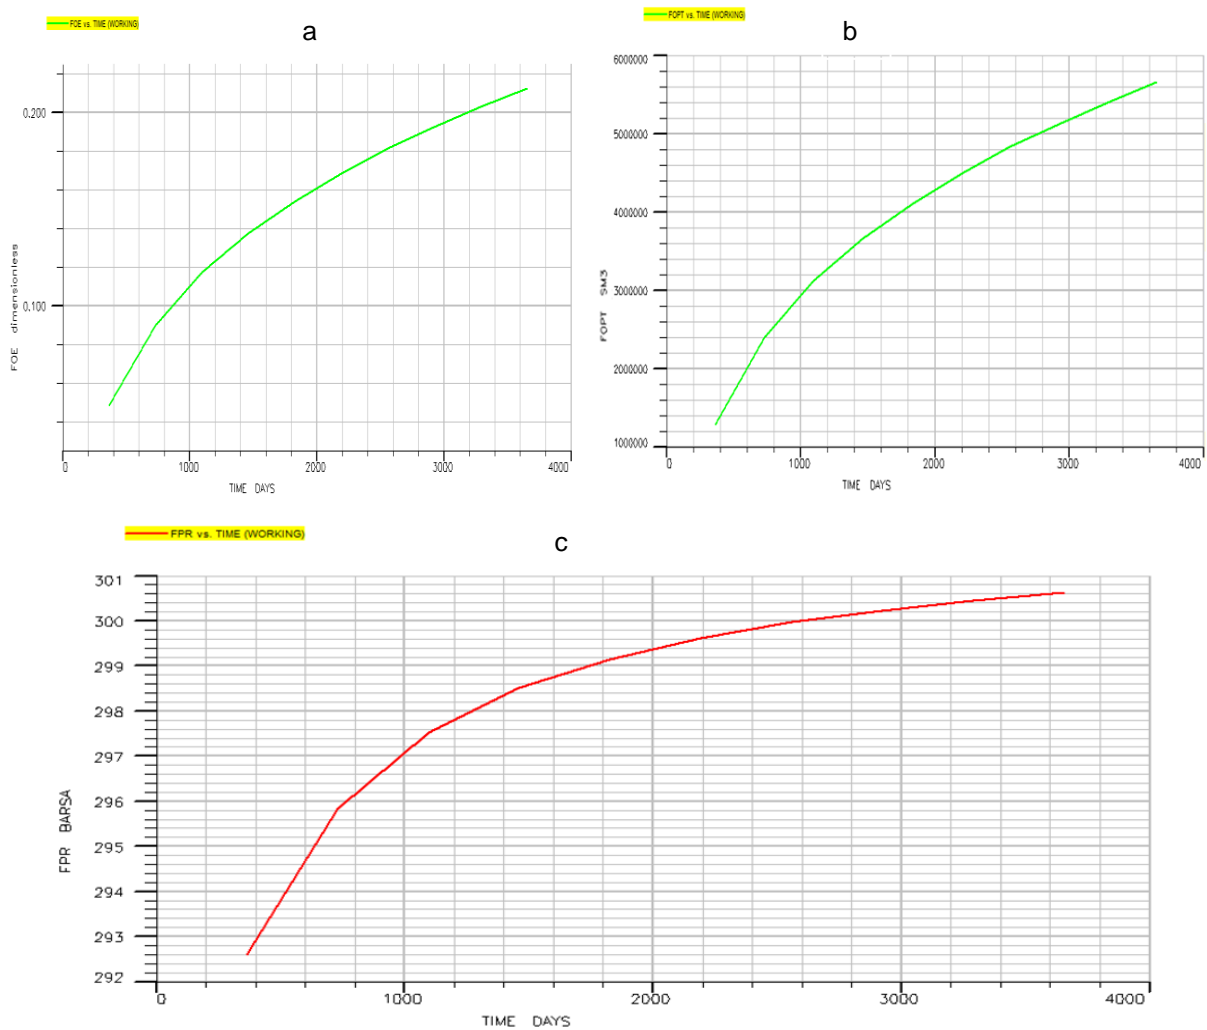 FOE vs. TIME (WORKING)
a
0.200
0.100
FOE dimensionless
0
1000
2000
3000
4000
TIME DAYS
FOPT vs. TIME (WORKING)
b
6000000
5000000
4000000
3000000
2000000
1000000
FOPT SM3
0
1000
2000
3000
4000
TIME DAYS
FPR vs. TIME (WORKING)
c
301
300
299
298
297
296
295
294
293
292
FPR BARSA
0
1000
2000
3000
4000
TIME DAYS